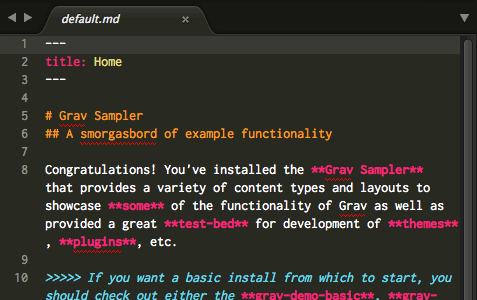 default.md
1 ---
2 title: Home
3 ---
4
5 # Grav Sampler
6 ## A smorgasbord of example functionality
7
8 Congratulations! You've installed the **Grav Sampler**
that provides a variety of content types and layouts to
showcase **some** of the functionality of Grav as well as
provided a great **test-bed** for development of **themes**
, **plugins**, etc.
9
10 >>>>> If you want a basic install from which to start, you
should check out either the **grav-demo-basic**, **grav-